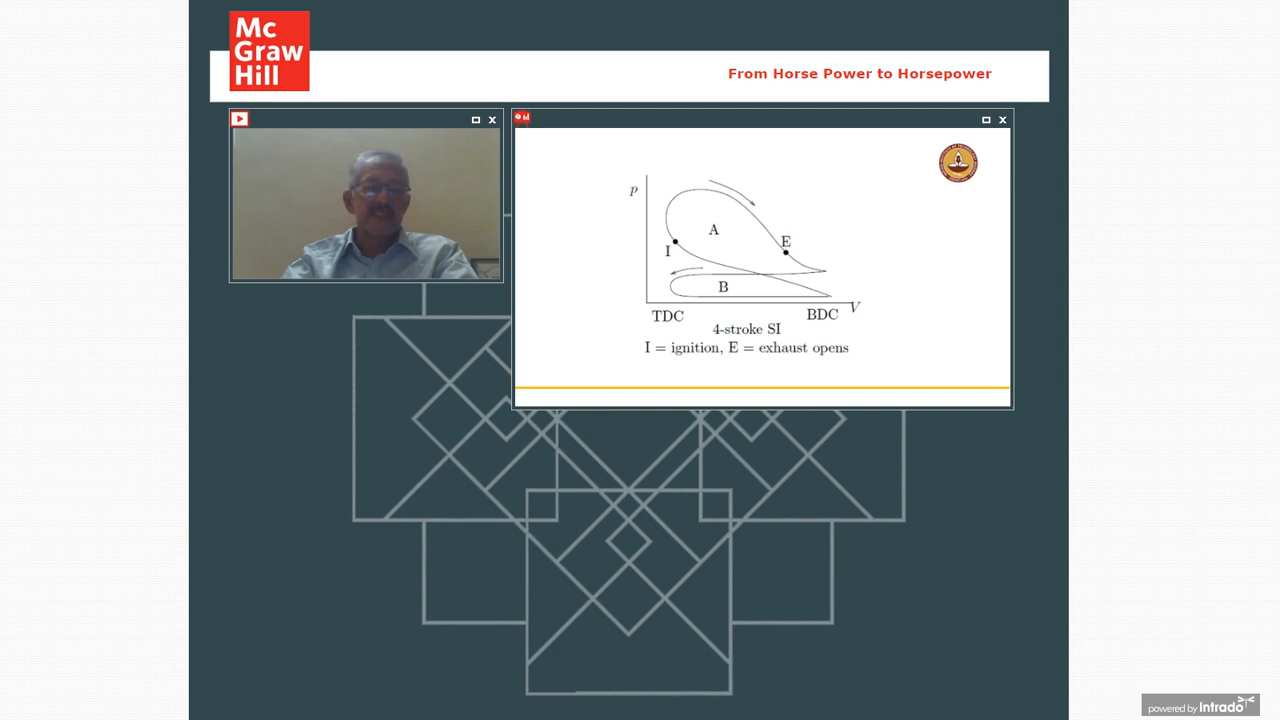 Mc
Graw
Hill
From Horse Power to Horsepower
p
A
I
E
B
TDC
BDC
V
4-stroke SI
I = ignition, E = exhaust opens
powered by intrado